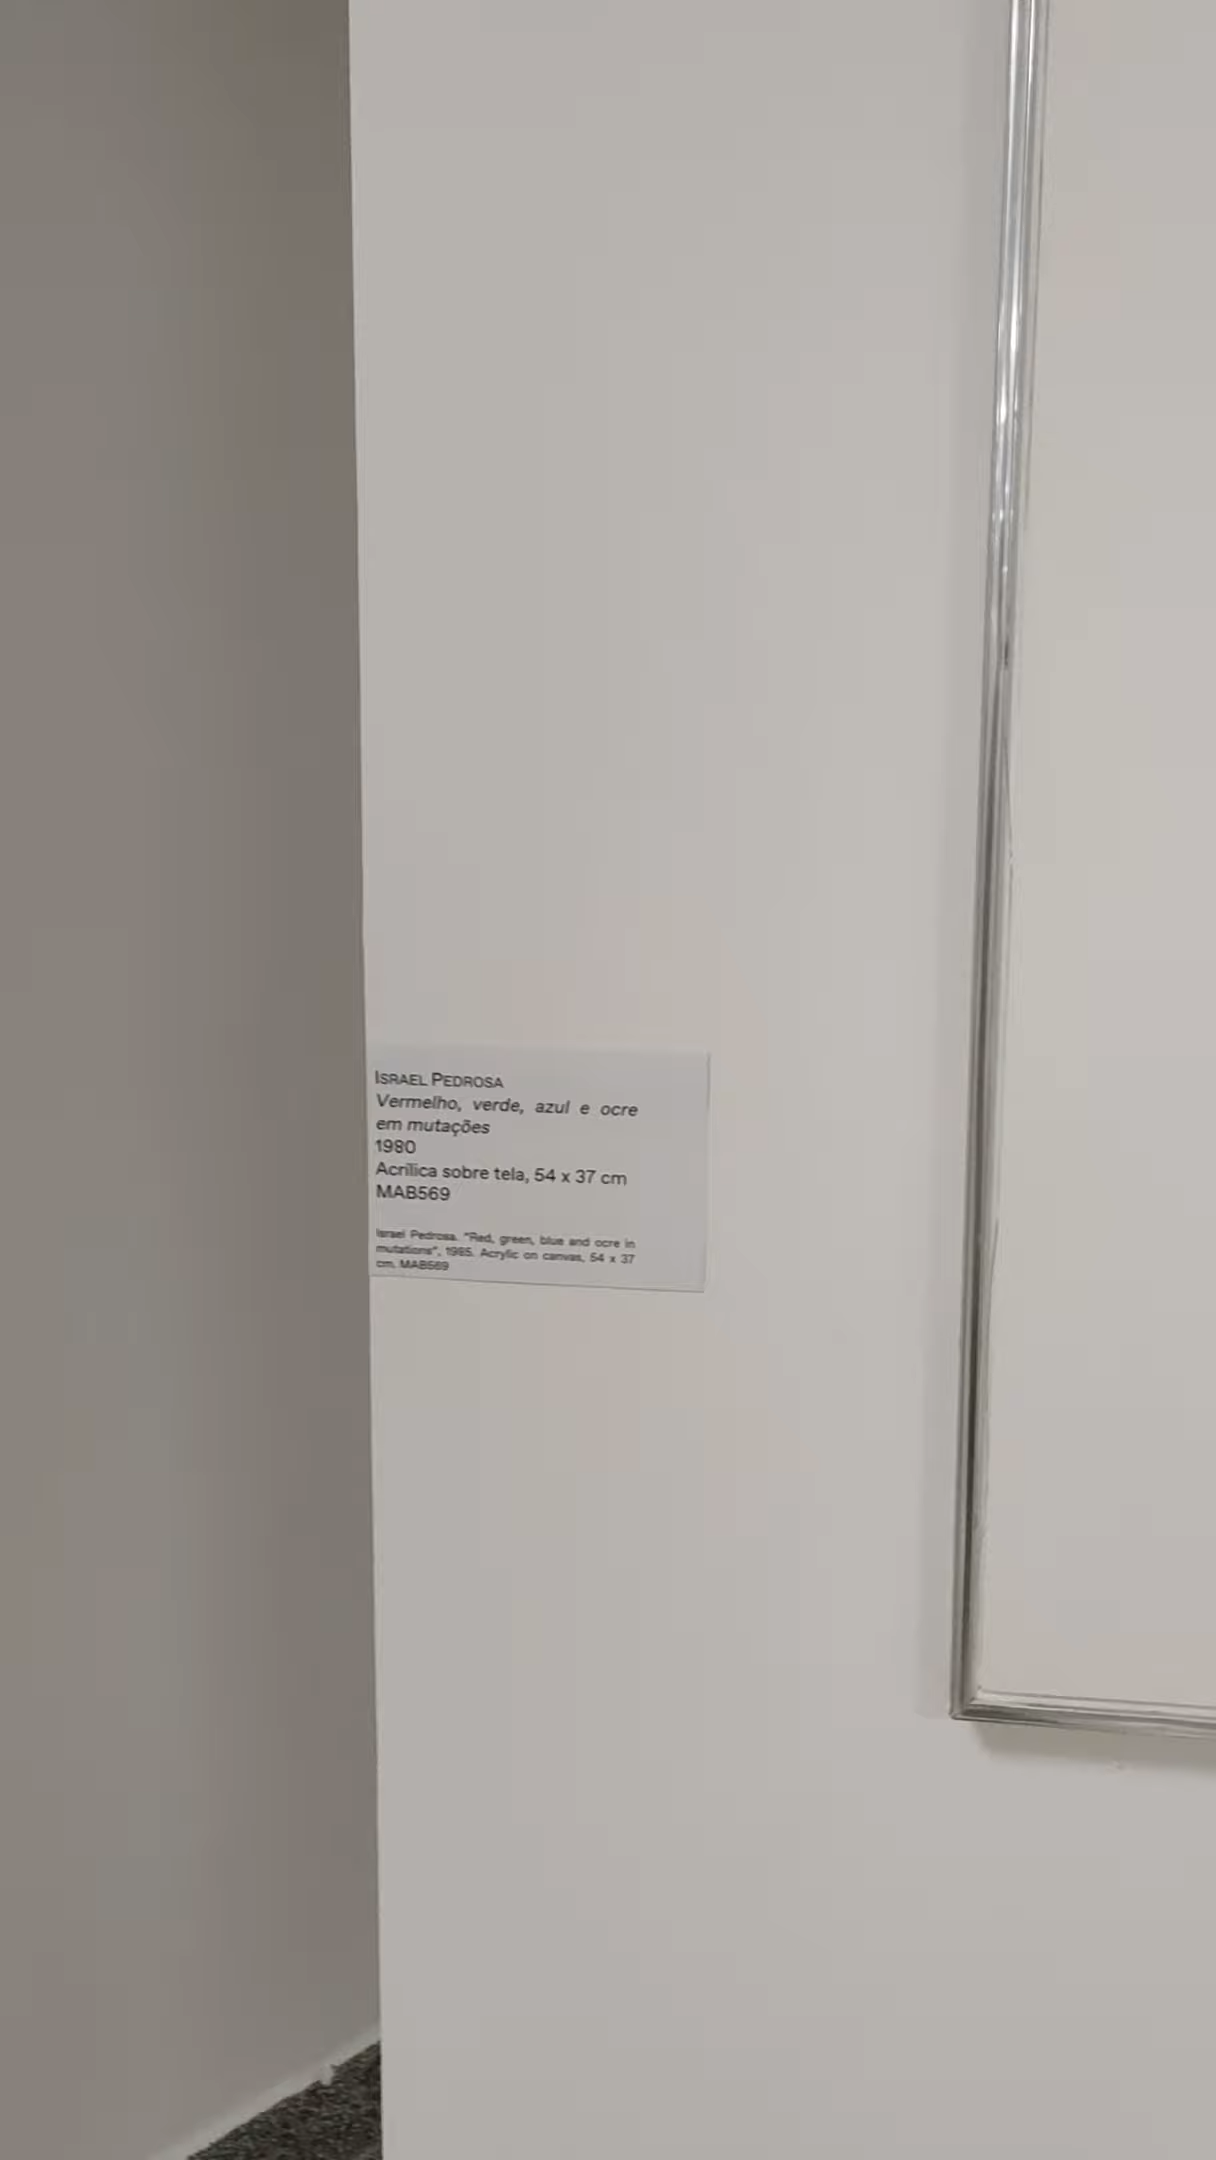 ISRAEL PEDROSA
Vermelho, verde, azul e ocre
em mutações
1980
Acrílica sobre tela, 54 x 37 cm
MAB569
Israel Pedrosa. "Red, green, blue and ocre in
mutations", 1985. Acrylic on canvas, 54 x 37
cm. MAB569